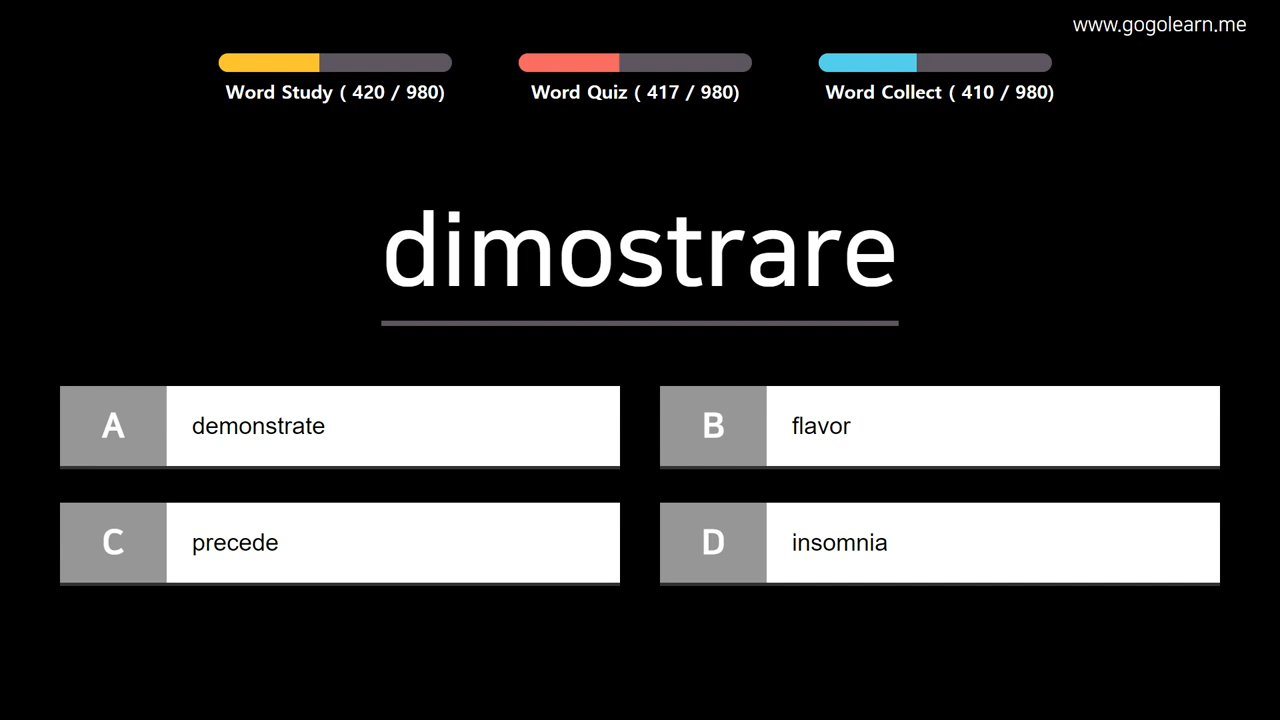 www.gogolearn.me
Word Study ( 420 / 980)
Word Quiz ( 417 / 980)
Word Collect ( 410 / 980)
dimostrare
A demonstrate
B flavor
C precede
D insomnia